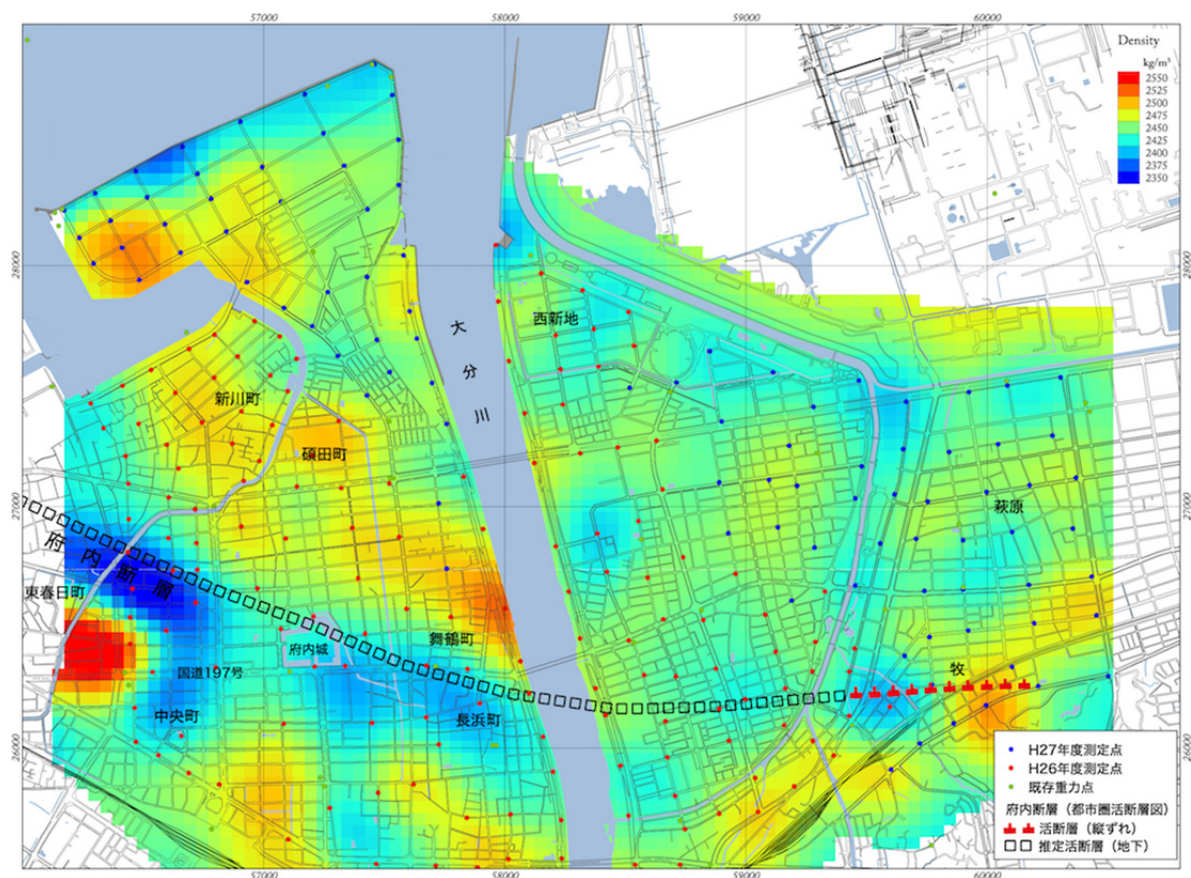 57000
58000
59000
60000
Density
kg/m³
2550
2525
2500
2475
2450
2425
2400
2375
2350
28000
28000
大分川
西新地
新川町
碩田町
27000
27000
萩原
府内断層
東春日町
舞鶴町
府内城
国道197号
牧
中央町
長浜町
26000
26000
H27年度測定点
H26年度測定点
既存重力点
府内断層（都市圏活断層図）
活断層（縦ずれ）
推定活断層（地下）
57000
58000
59000
60000